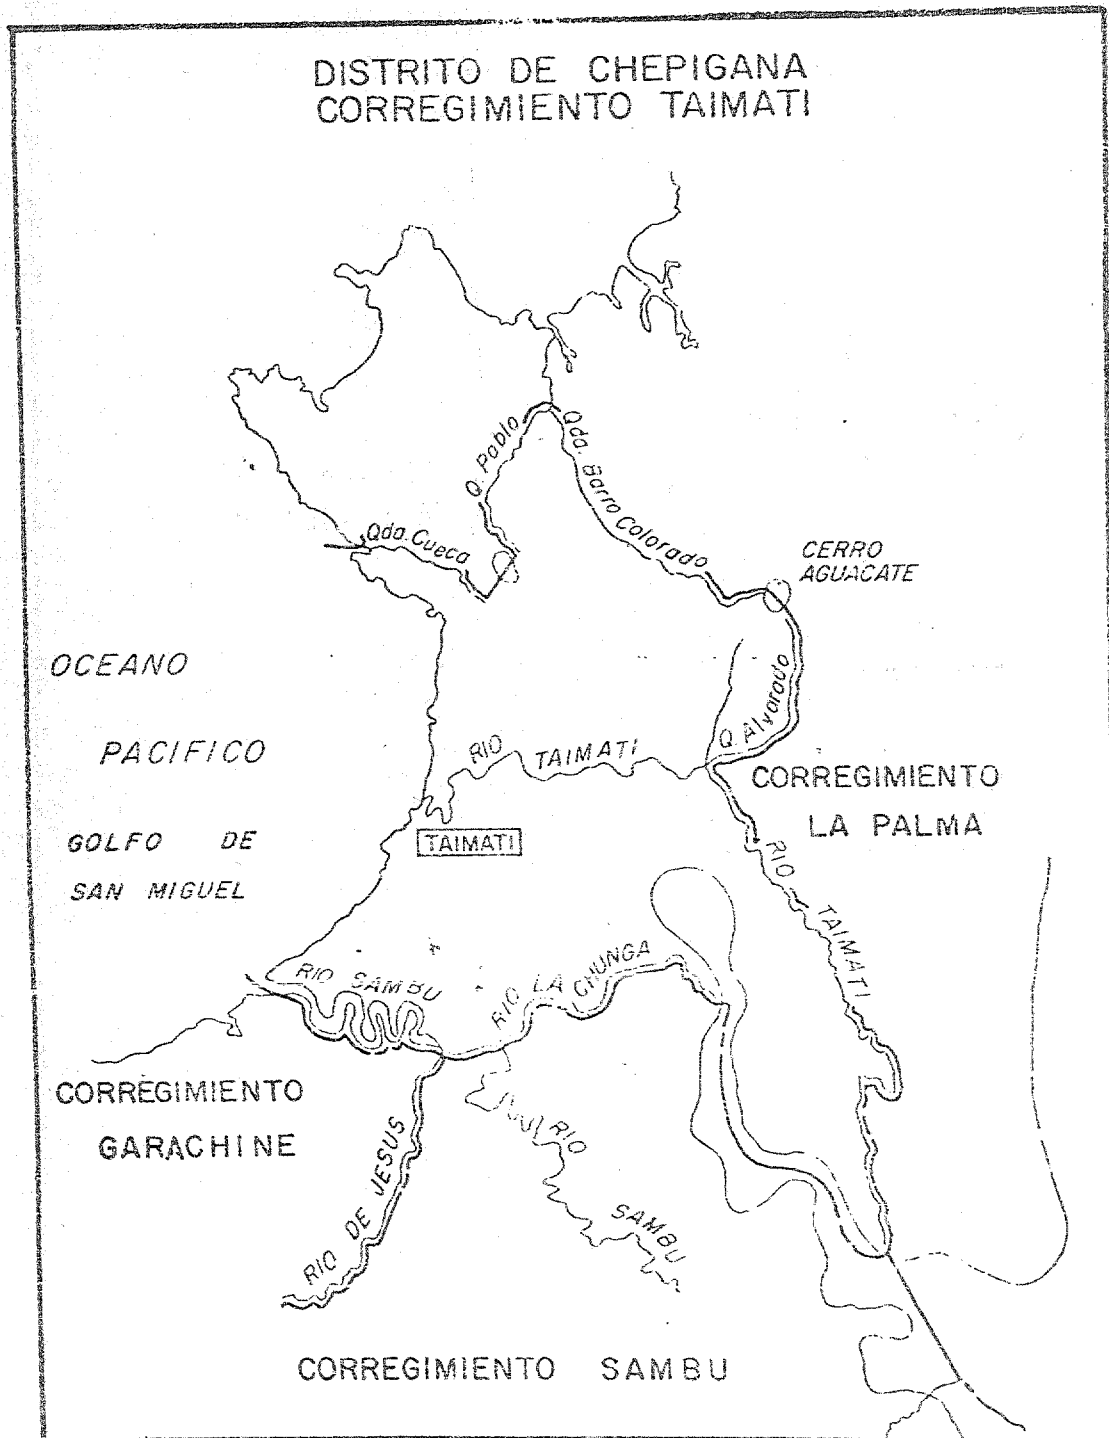 DISTRITO DE CHEPIGANA
CORREGIMIENTO TAIMATI
Q. Pablo
Qda. Barro Colorado
Qda. Cueca
CERRO
AGUACATE
OCEANO
PACIFICO
GOLFO DE
SAN MIGUEL
Q. Alvarado
RIO TAIMATI
TAIMATI
CORREGIMIENTO
LA PALMA
RIO TAIMATI
RIO SAMBU
RIO LA CHUNGA
CORREGIMIENTO
GARACHINE
RIO DE JESUS
RIO SAMBU
CORREGIMIENTO SAMBU